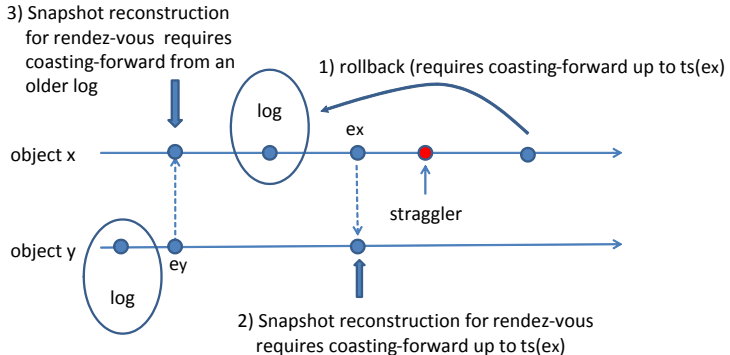 3) Snapshot reconstruction
for rendez-vous requires
coasting-forward from an
older log
1) rollback (requires coasting-forward up to ts(ex)
log
ex
object x
straggler
object y
ey
log
2) Snapshot reconstruction for rendez-vous
requires coasting-forward up to ts(ex)